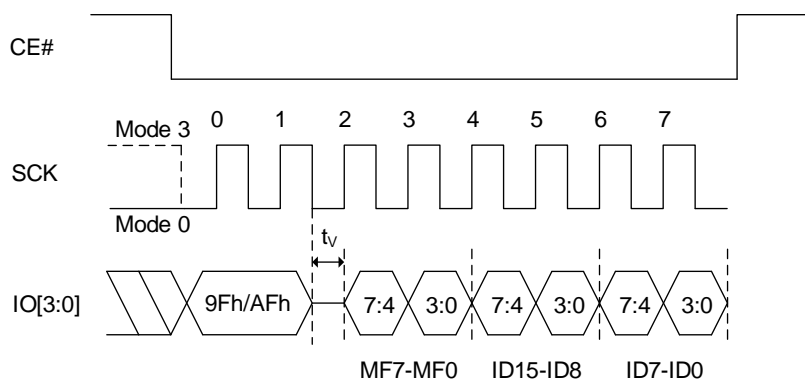 CE#
Mode 3
0 1 2 3 4 5 6 7
SCK
Mode 0
tV
IO[3:0]
9Fh/AFh 7:4 3:0 7:4 3:0 7:4 3:0
MF7-MF0 ID15-ID8 ID7-ID0